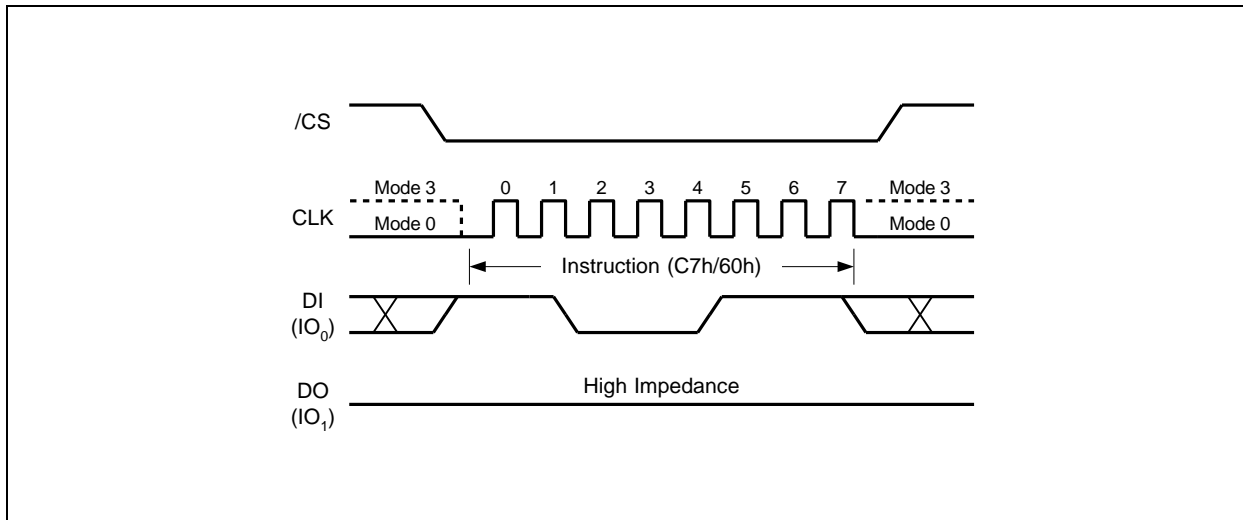 /CS
Mode 3 0 1 2 3 4 5 6 7 Mode 3
CLK
Mode 0 Mode 0
Instruction (C7h/60h)
DI
(IO0)
High Impedance
DO
(IO1)